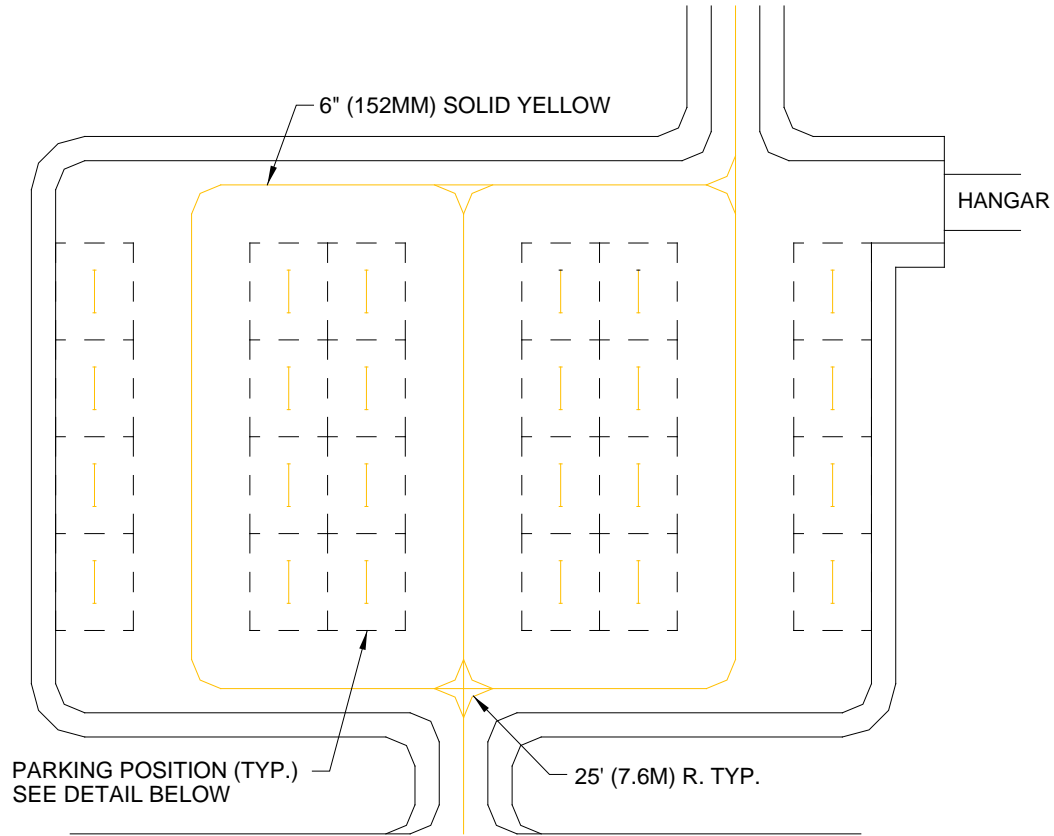 6" (152MM) SOLID YELLOW
HANGAR
PARKING POSITION (TYP.)
SEE DETAIL BELOW
25' (7.6M) R. TYP.